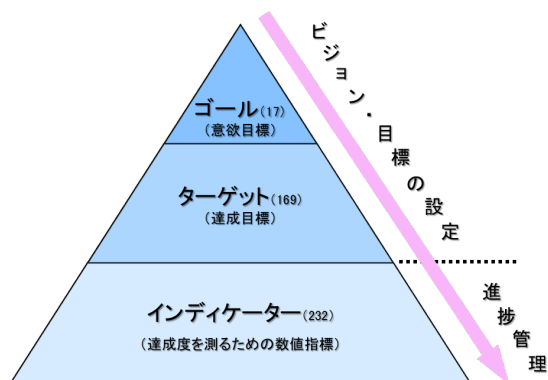 ゴール(17)
(意欲目標)
ターゲット(169)
(達成目標)
インディケーター(232)
(達成度を測るための数値指標)
ビジョン・目標の設定
進捗管理